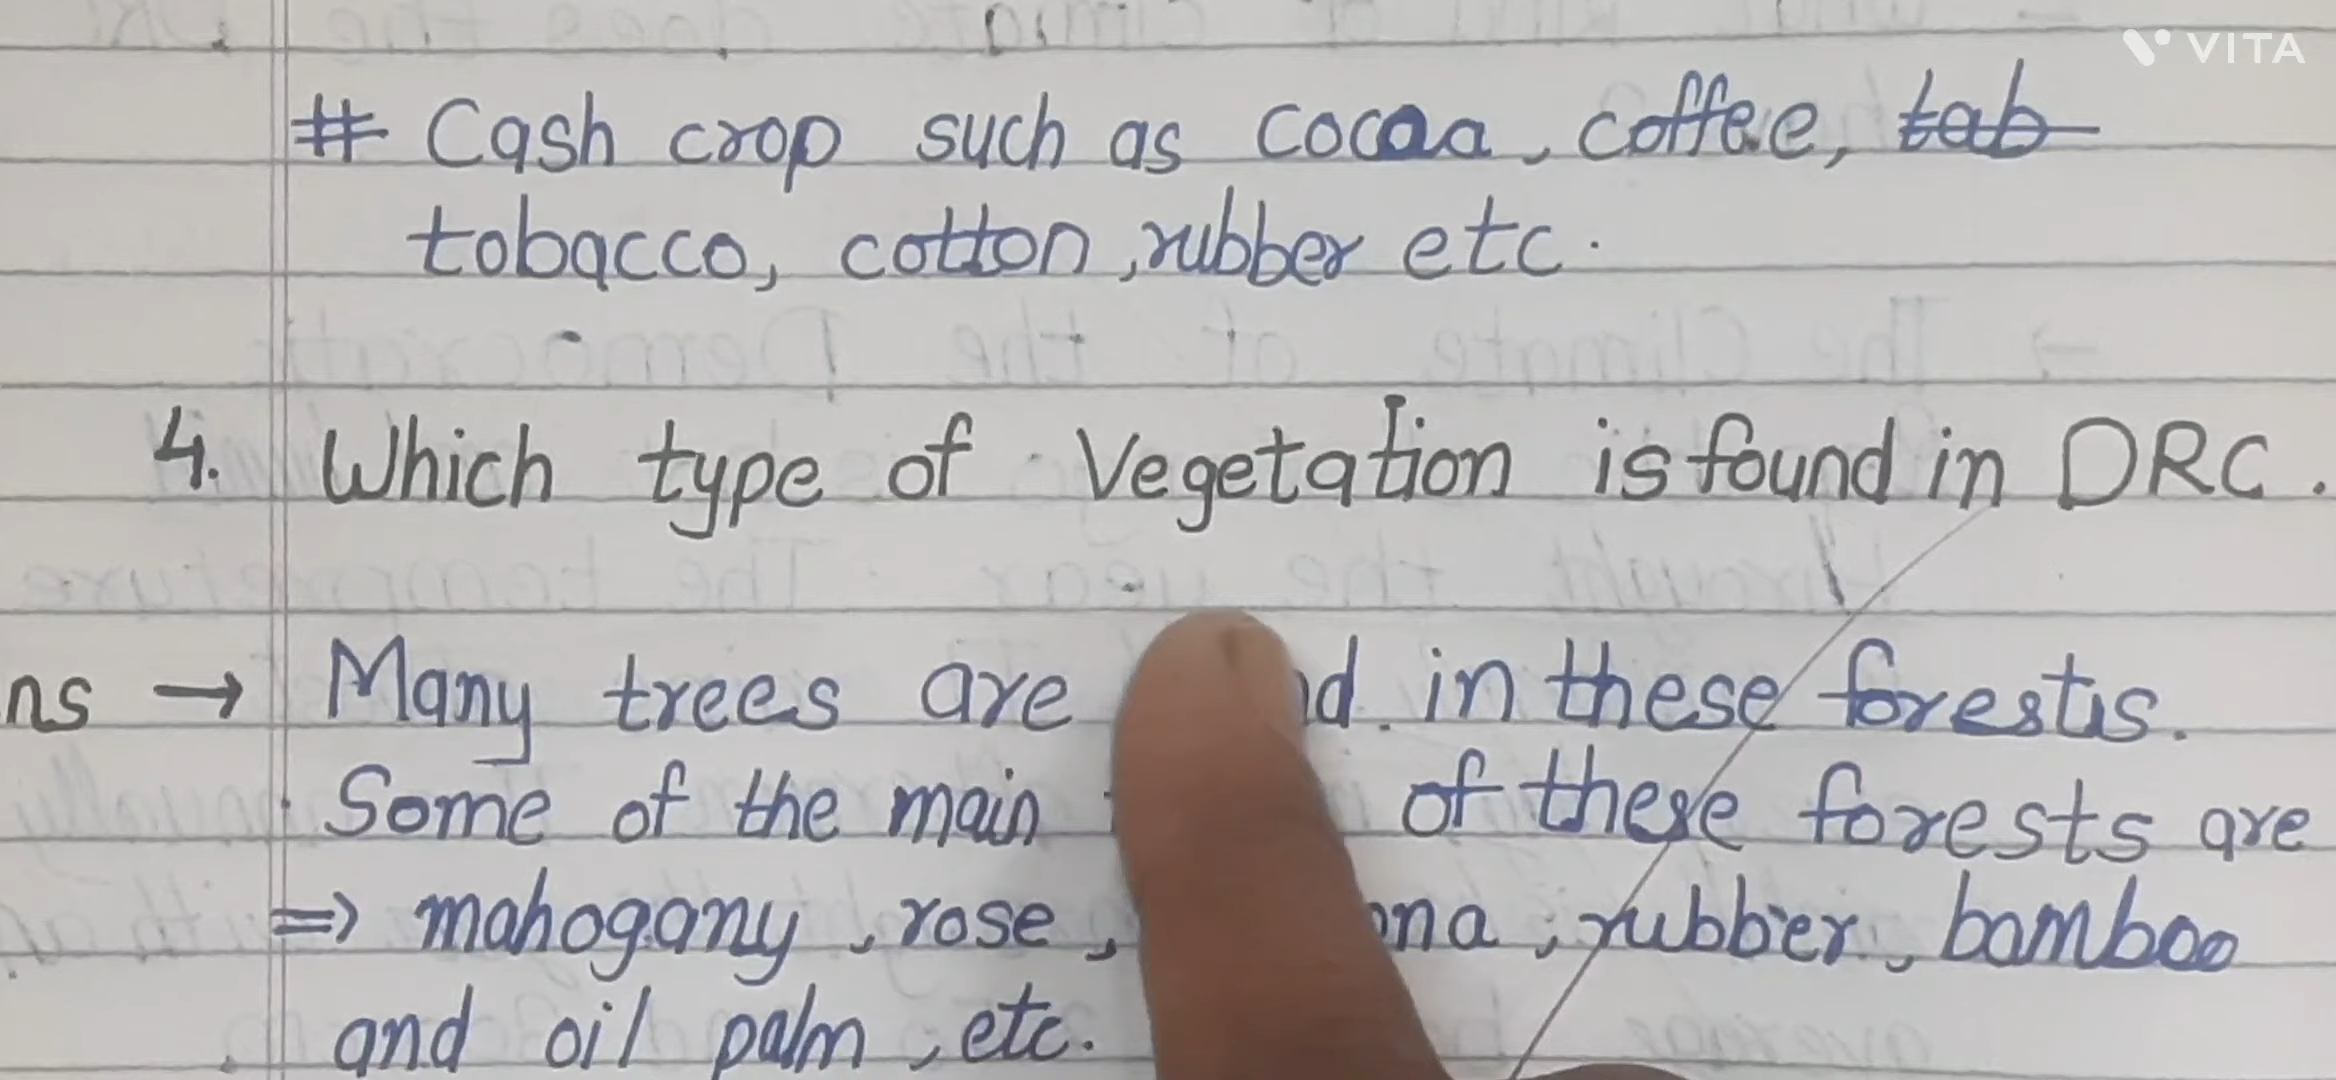 VITA
# Cash crop such as cocoa, coffee, tab
tobacco, cotton, rubber etc.
4. Which type of Vegetation is found in DRC.
ns → Many trees are in these forests.
Some of the main of these forests are
⇒ mahogany, rose, rubber, bamboo
and oil palm, etc.